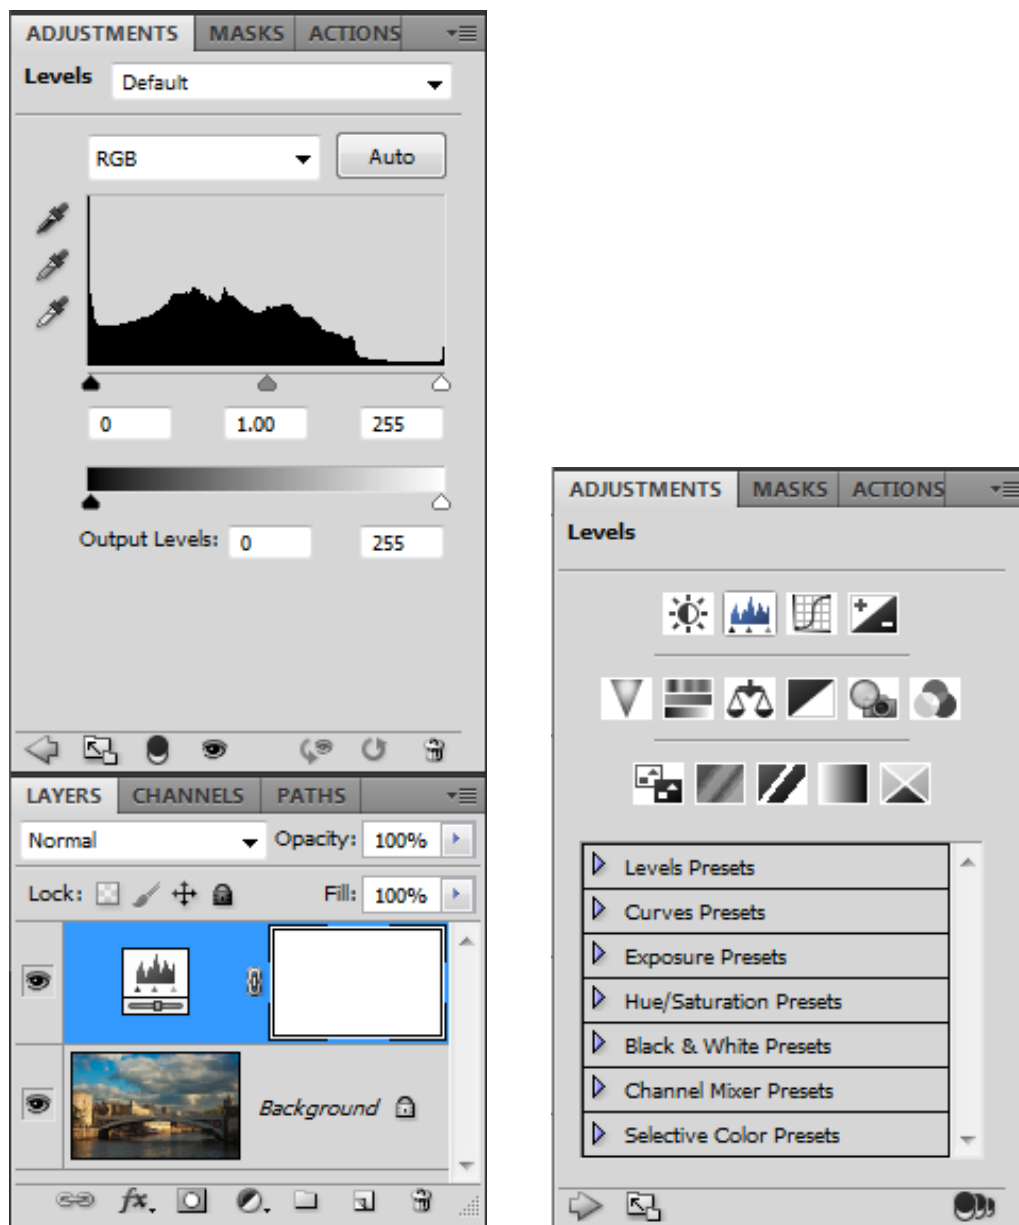 ADJUSTMENTS MASKS ACTIONS
Levels Default
RGB Auto
0 1.00 255
Output Levels: 0 255
LAYERS CHANNELS PATHS
Normal Opacity: 100%
Lock: Fill: 100%
Background
fx.
ADJUSTMENTS MASKS ACTIONS
Levels
Levels Presets
Curves Presets
Exposure Presets
Hue/Saturation Presets
Black & White Presets
Channel Mixer Presets
Selective Color Presets